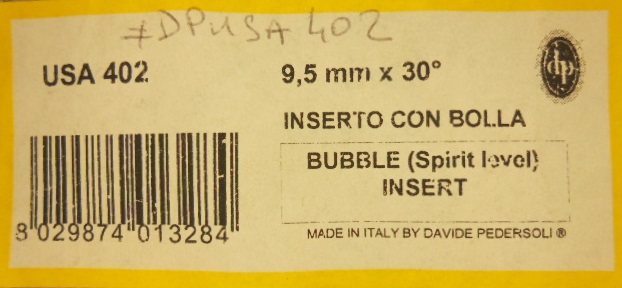 #DPUSA 402
USA 402
9,5 mm x 30°
dp
INSERTO CON BOLLA
BUBBLE (Spirit level)
INSERT
8 029874 013284
MADE IN ITALY BY DAVIDE PEDERSOLI ®